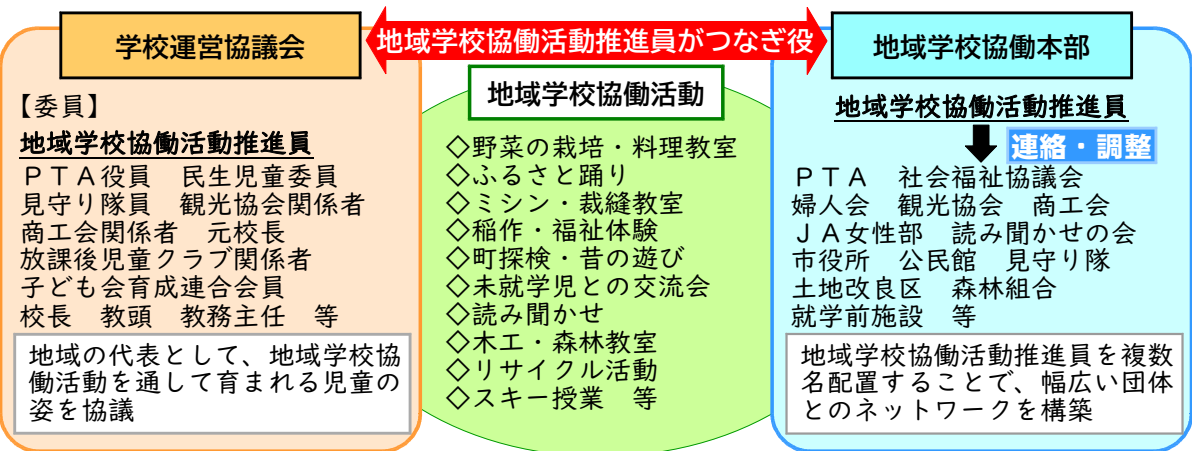 学校運営協議会
地域学校協働活動推進員がつなぎ役
地域学校協働本部
【委員】
地域学校協働活動推進員
ＰＴＡ役員　民生児童委員
見守り隊員　観光協会関係者
商工会関係者　元校長
放課後児童クラブ関係者
子ども会育成連合会員
校長　教頭　教務主任　等
地域の代表として、地域学校協
働活動を通して育まれる児童の
姿を協議
地域学校協働活動
◇野菜の栽培・料理教室
◇ふるさと踊り
◇ミシン・裁縫教室
◇稲作・福祉体験
◇町探検・昔の遊び
◇未就学児との交流会
◇読み聞かせ
◇木工・森林教室
◇リサイクル活動
◇スキー授業　等
地域学校協働活動推進員
連絡・調整
ＰＴＡ　社会福祉協議会
婦人会　観光協会　商工会
ＪＡ女性部　読み聞かせの会
市役所　公民館　見守り隊
土地改良区　森林組合
就学前施設　等
地域学校協働活動推進員を複数
名配置することで、幅広い団体
とのネットワークを構築